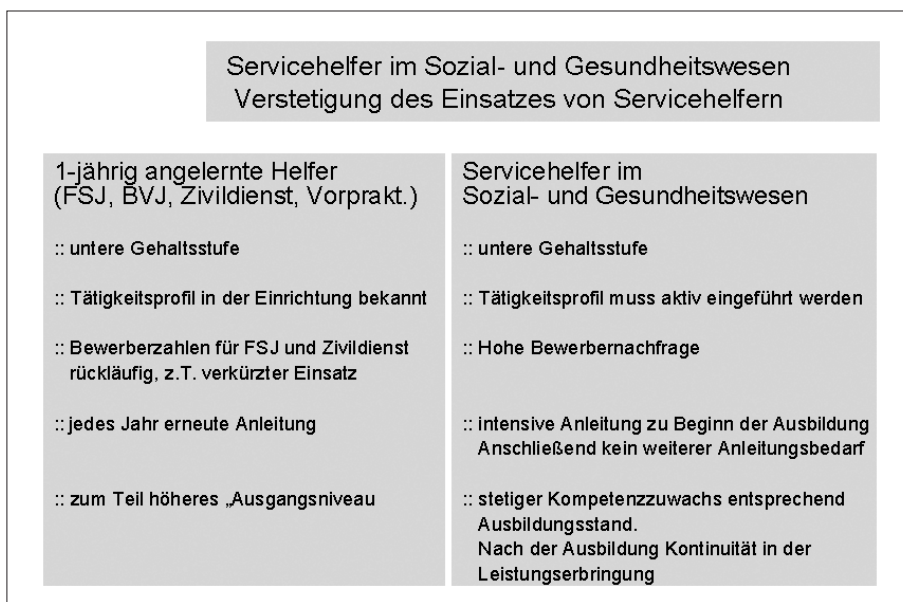 Servicehelfer im Sozial- und Gesundheitswesen
Verstetigung des Einsatzes von Servicehelfern
1-jährig angelernte Helfer
(FSJ, BVJ, Zivildienst, Vorprakt.)
:: untere Gehaltsstufe
:: Tätigkeitsprofil in der Einrichtung bekannt
:: Bewerberzahlen für FSJ und Zivildienst
rückläufig, z.T. verkürzter Einsatz
:: jedes Jahr erneute Anleitung
:: zum Teil höheres „Ausgangsniveau
Servicehelfer im
Sozial- und Gesundheitswesen
:: untere Gehaltsstufe
:: Tätigkeitsprofil muss aktiv eingeführt werden
:: Hohe Bewerbernachfrage
:: intensive Anleitung zu Beginn der Ausbildung
Anschließend kein weiterer Anleitungsbedarf
:: stetiger Kompetenzzuwachs entsprechend
Ausbildungsstand.
Nach der Ausbildung Kontinuität in der
Leistungserbringung